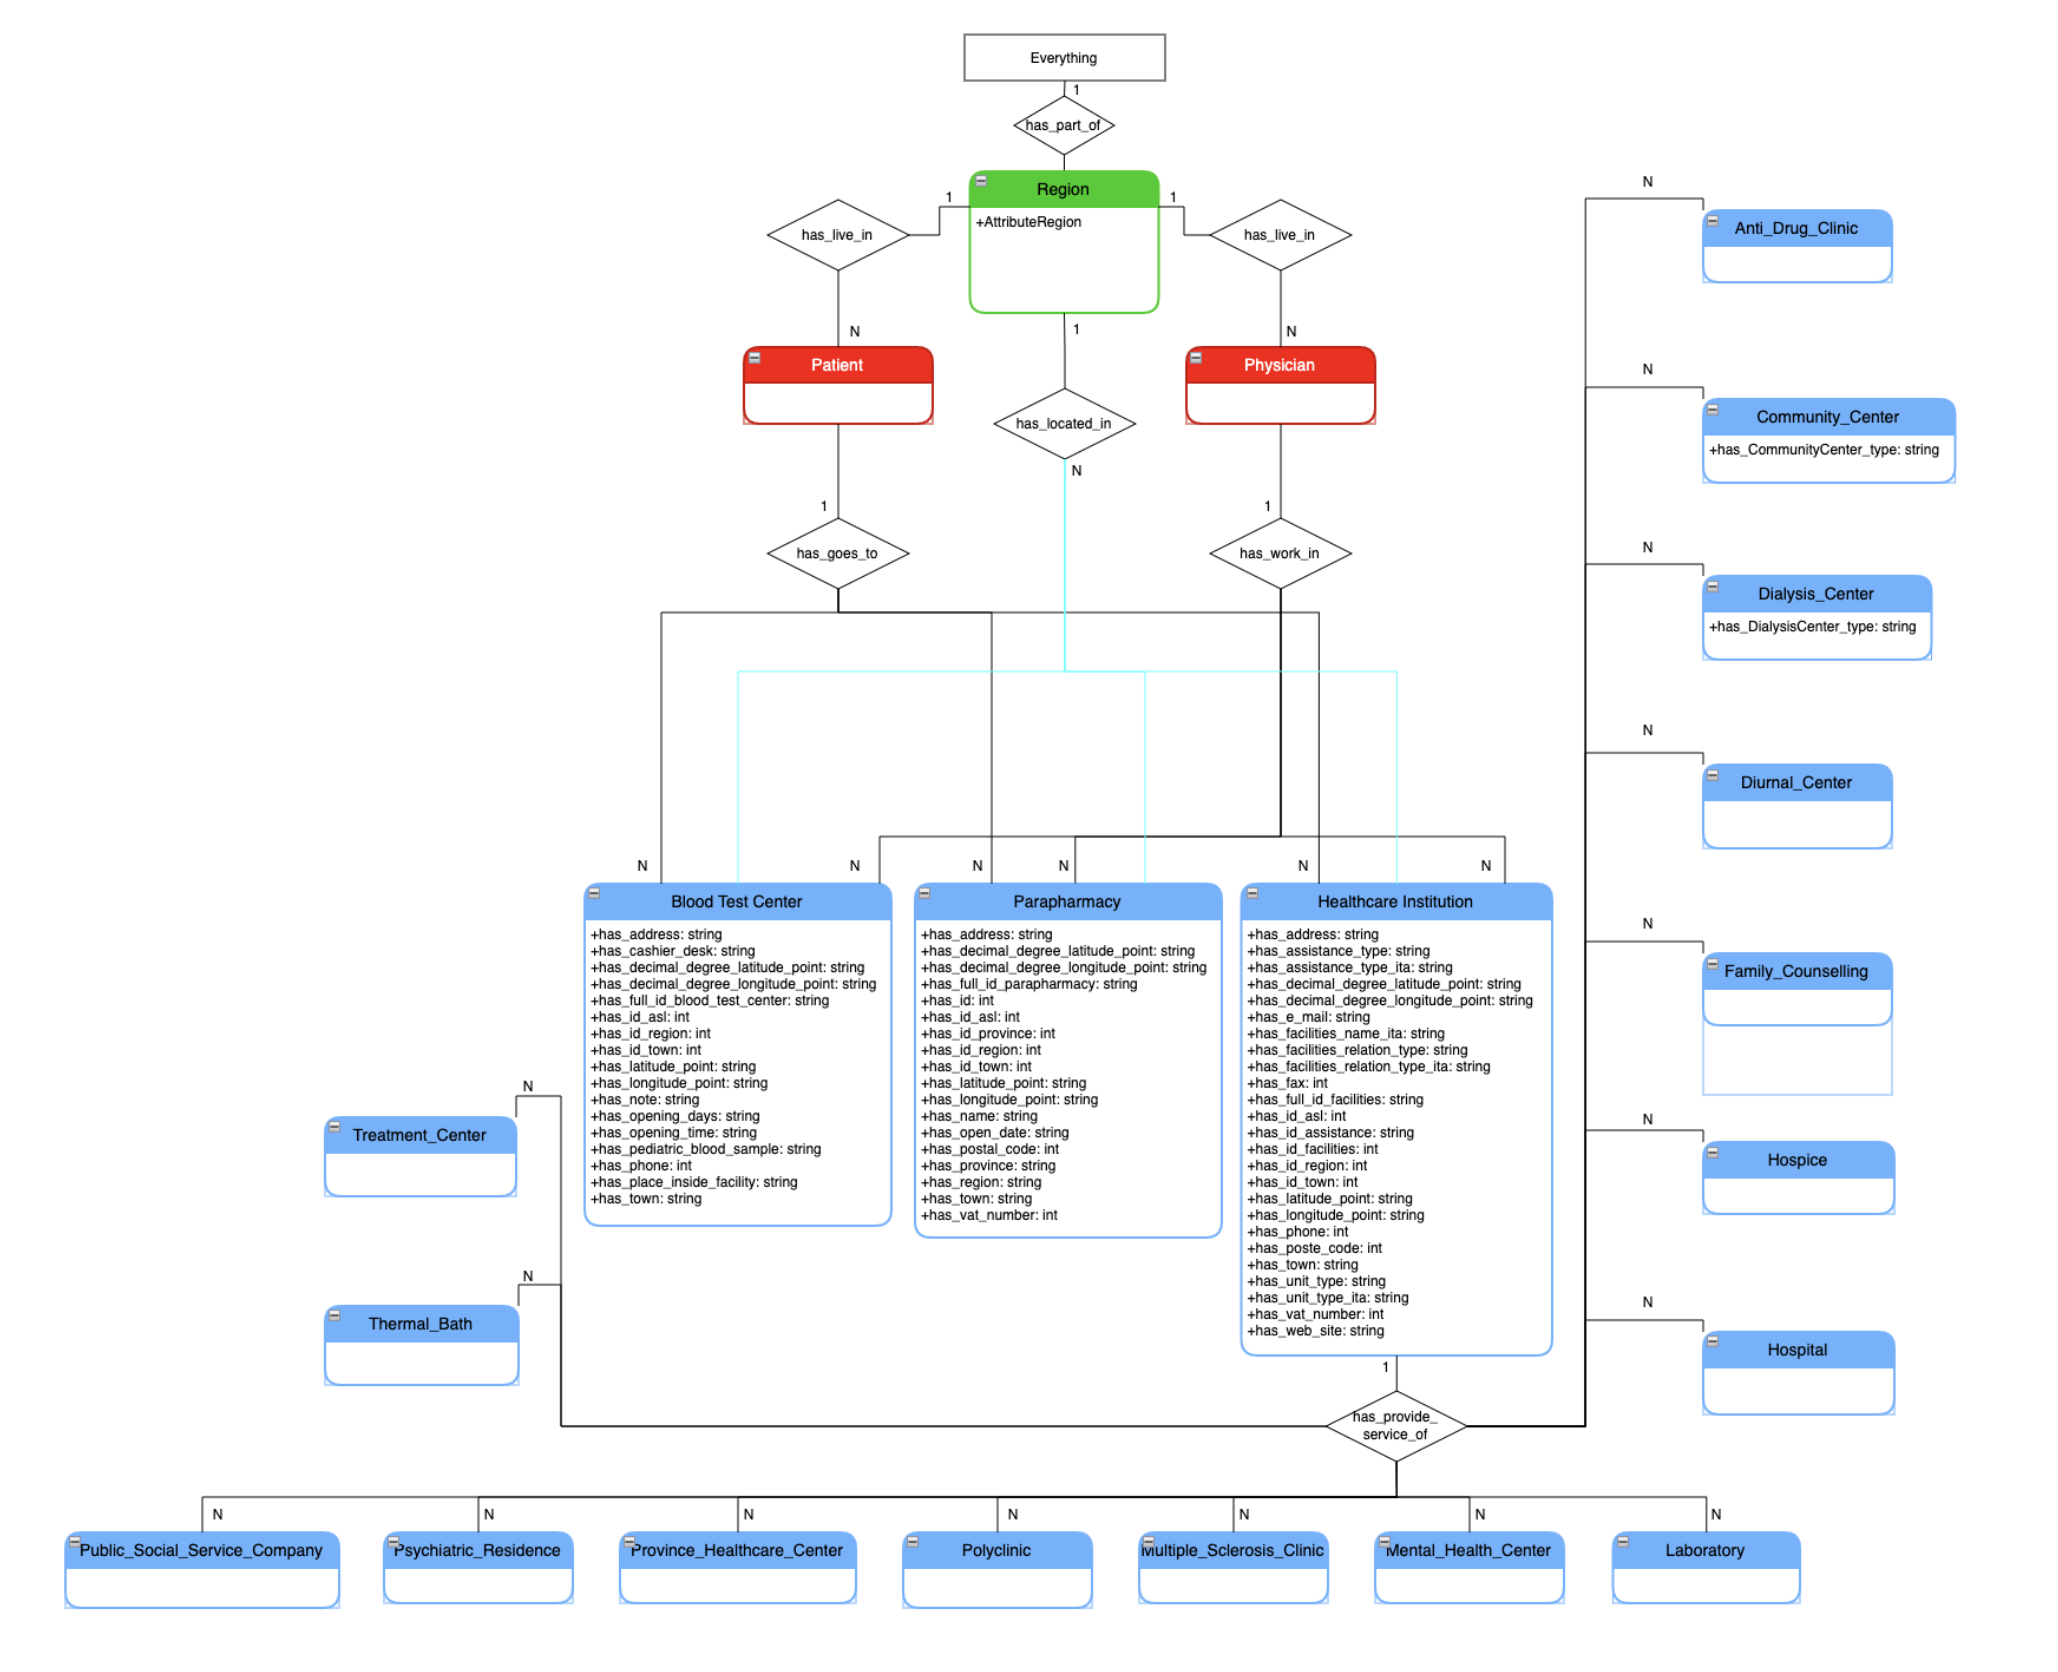 Everything
1
has_part_of
Region
+AttributeRegion
1
1
has_live_in
has_live_in
N
N
1
Patient
Physician
has_located_in
N
1
1
has_goes_to
has_work_in
N
Anti_Drug_Clinic
N
Community_Center
+has_CommunityCenter_type: string
N
Dialysis_Center
+has_DialysisCenter_type: string
N
Diurnal_Center
N
Family_Counselling
N
Hospice
N
Hospital
N
N
N
N
N
N
Blood Test Center
+has_address: string
+has_cashier_desk: string
+has_decimal_degree_latitude_point: string
+has_decimal_degree_longitude_point: string
+has_full_id_blood_test_center: string
+has_id_asl: int
+has_id_region: int
+has_id_town: int
+has_latitude_point: string
+has_longitude_point: string
+has_note: string
+has_opening_days: string
+has_opening_time: string
+has_pediatric_blood_sample: string
+has_phone: int
+has_place_inside_facility: string
+has_town: string
Parapharmacy
+has_address: string
+has_decimal_degree_latitude_point: string
+has_decimal_degree_longitude_point: string
+has_full_id_parapharmacy: string
+has_id: int
+has_id_asl: int
+has_id_province: int
+has_id_region: int
+has_id_town: int
+has_latitude_point: string
+has_longitude_point: string
+has_name: string
+has_open_date: string
+has_postal_code: int
+has_province: string
+has_region: string
+has_town: string
+has_vat_number: int
Healthcare Institution
+has_address: string
+has_assistance_type: string
+has_assistance_type_ita: string
+has_decimal_degree_latitude_point: string
+has_decimal_degree_longitude_point: string
+has_e_mail: string
+has_facilities_name_ita: string
+has_facilities_relation_type: string
+has_facilities_relation_type_ita: string
+has_fax: int
+has_full_id_facilities: string
+has_id_asl: int
+has_id_assistance: string
+has_id_facilities: int
+has_id_region: int
+has_id_town: int
+has_latitude_point: string
+has_longitude_point: string
+has_phone: int
+has_poste_code: int
+has_town: string
+has_unit_type: string
+has_unit_type_ita: string
+has_vat_number: int
+has_web_site: string
1
has_provide_
service_of
N
Treatment_Center
N
Thermal_Bath
N
N
N
N
N
N
N
Public_Social_Service_Company
Psychiatric_Residence
Province_Healthcare_Center
Polyclinic
Multiple_Sclerosis_Clinic
Mental_Health_Center
Laboratory